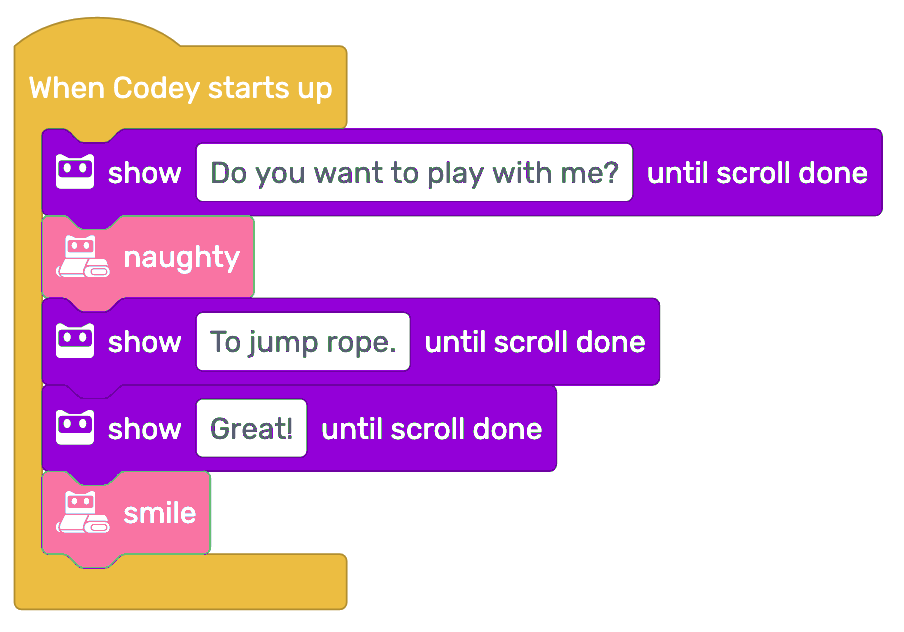 When Codey starts up
show Do you want to play with me? until scroll done
naughty
show To jump rope. until scroll done
show Great! until scroll done
smile